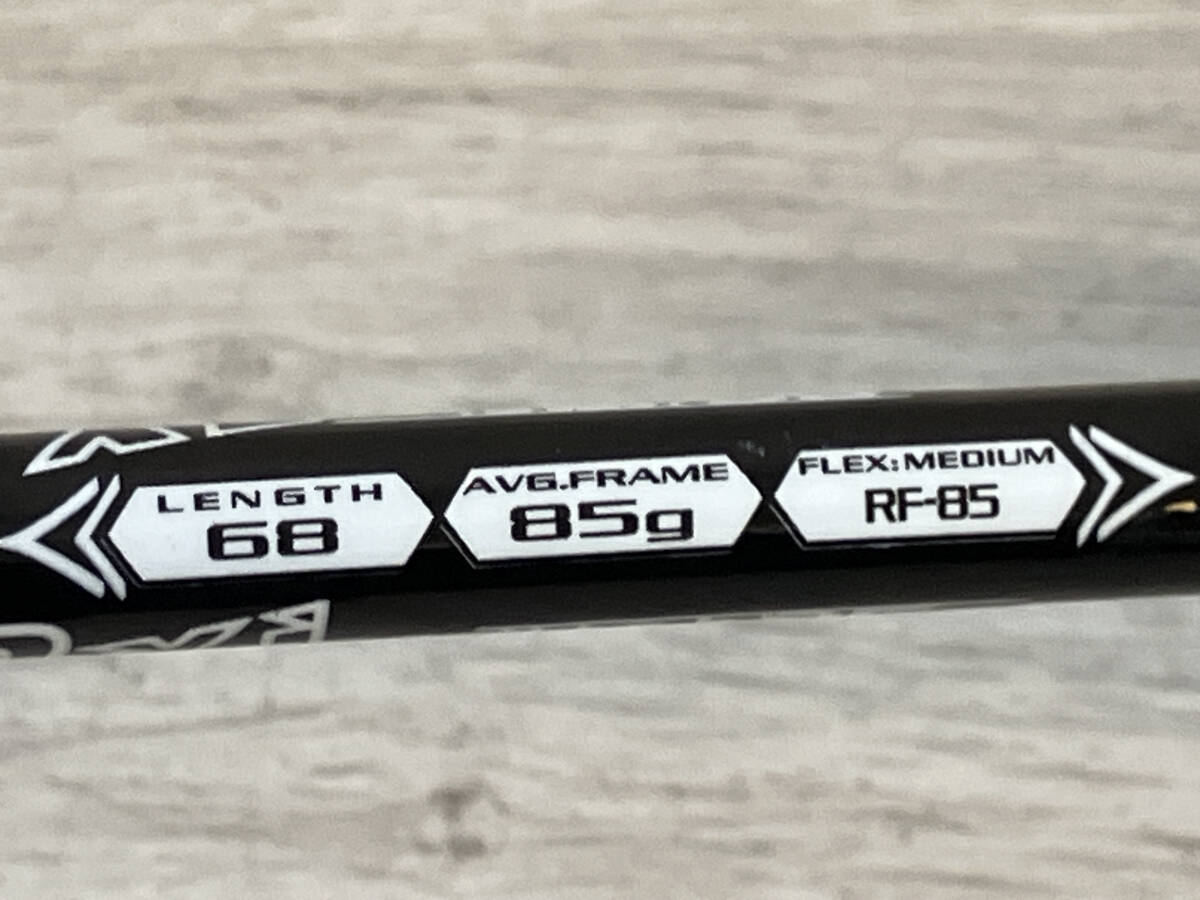 LENGTH
68
AVG.FRAME
85g
FLEX:MEDIUM
RF-85